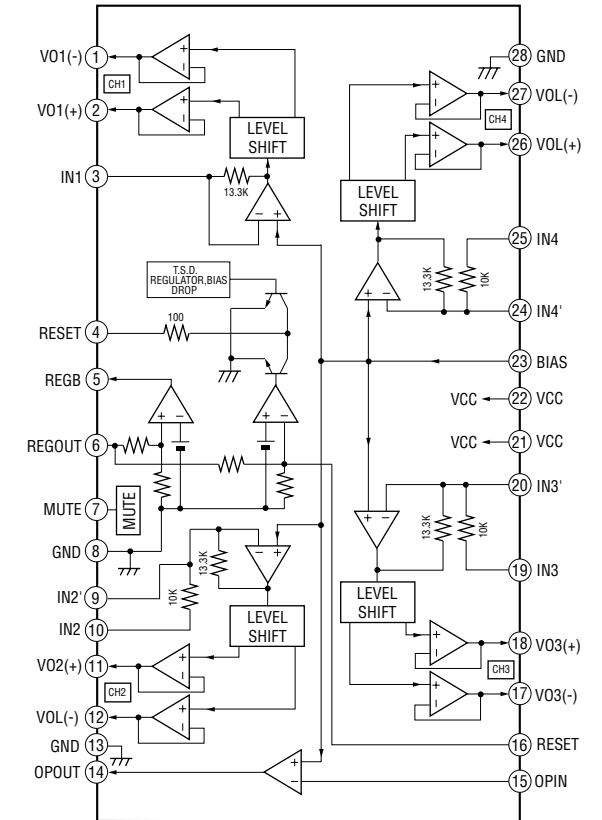 VO1(-) 1
CH1
VO1(+) 2
LEVEL
SHIFT
IN1 3
13.3K
T.S.D.
REGULATOR,BIAS
DROP
RESET 4
100
REGB 5
REGOUT 6
MUTE 7
MUTE
GND 8
IN2' 9
13.3K
10K
IN2 10
LEVEL
SHIFT
VO2(+) 11
CH2
VOL(-) 12
GND 13
OPOUT 14
28 GND
27 VOL(-)
CH4
26 VOL(+)
LEVEL
SHIFT
25 IN4
13.3K
10K
24 IN4'
23 BIAS
VCC 22 VCC
VCC 21 VCC
20 IN3'
13.3K
10K
19 IN3
LEVEL
SHIFT
18 VO3(+)
CH3
17 VO3(-)
16 RESET
15 OPIN
+
−
+
−
−
+
+
−
+
−
−
+
+
−
+
−
+
−
+
−
+
−
+
−
+
−
+
−
+
−
+
−